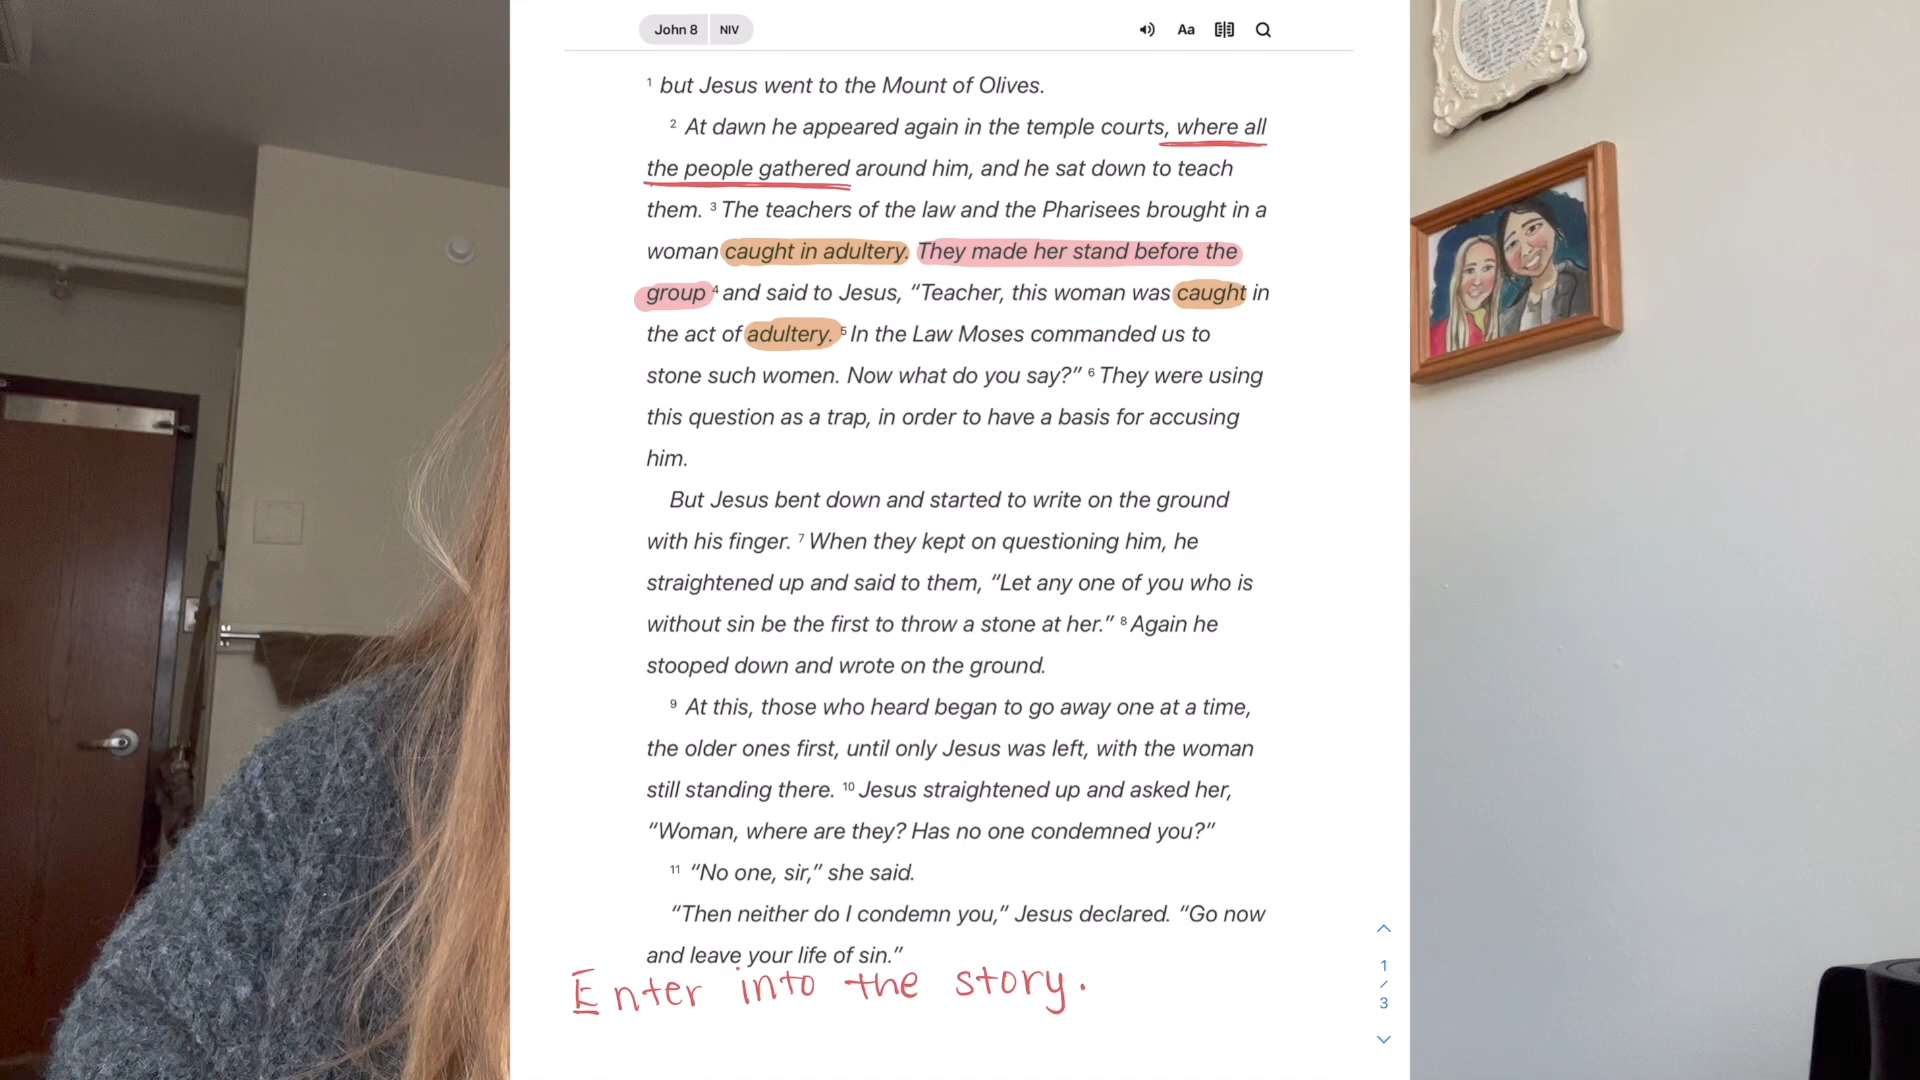 John 8 NIV Aa
1 but Jesus went to the Mount of Olives.
2 At dawn he appeared again in the temple courts, where all
the people gathered around him, and he sat down to teach
them. 3 The teachers of the law and the Pharisees brought in a
woman caught in adultery. They made her stand before the
group 4 and said to Jesus, “Teacher, this woman was caught in
the act of adultery. 5 In the Law Moses commanded us to
stone such women. Now what do you say?” 6 They were using
this question as a trap, in order to have a basis for accusing
him.
But Jesus bent down and started to write on the ground
with his finger. 7 When they kept on questioning him, he
straightened up and said to them, “Let any one of you who is
without sin be the first to throw a stone at her.” 8 Again he
stooped down and wrote on the ground.
9 At this, those who heard began to go away one at a time,
the older ones first, until only Jesus was left, with the woman
still standing there. 10 Jesus straightened up and asked her,
“Woman, where are they? Has no one condemned you?”
11 “No one, sir,” she said.
“Then neither do I condemn you,” Jesus declared. “Go now
and leave your life of sin.”
Enter into the story.
1
/
3